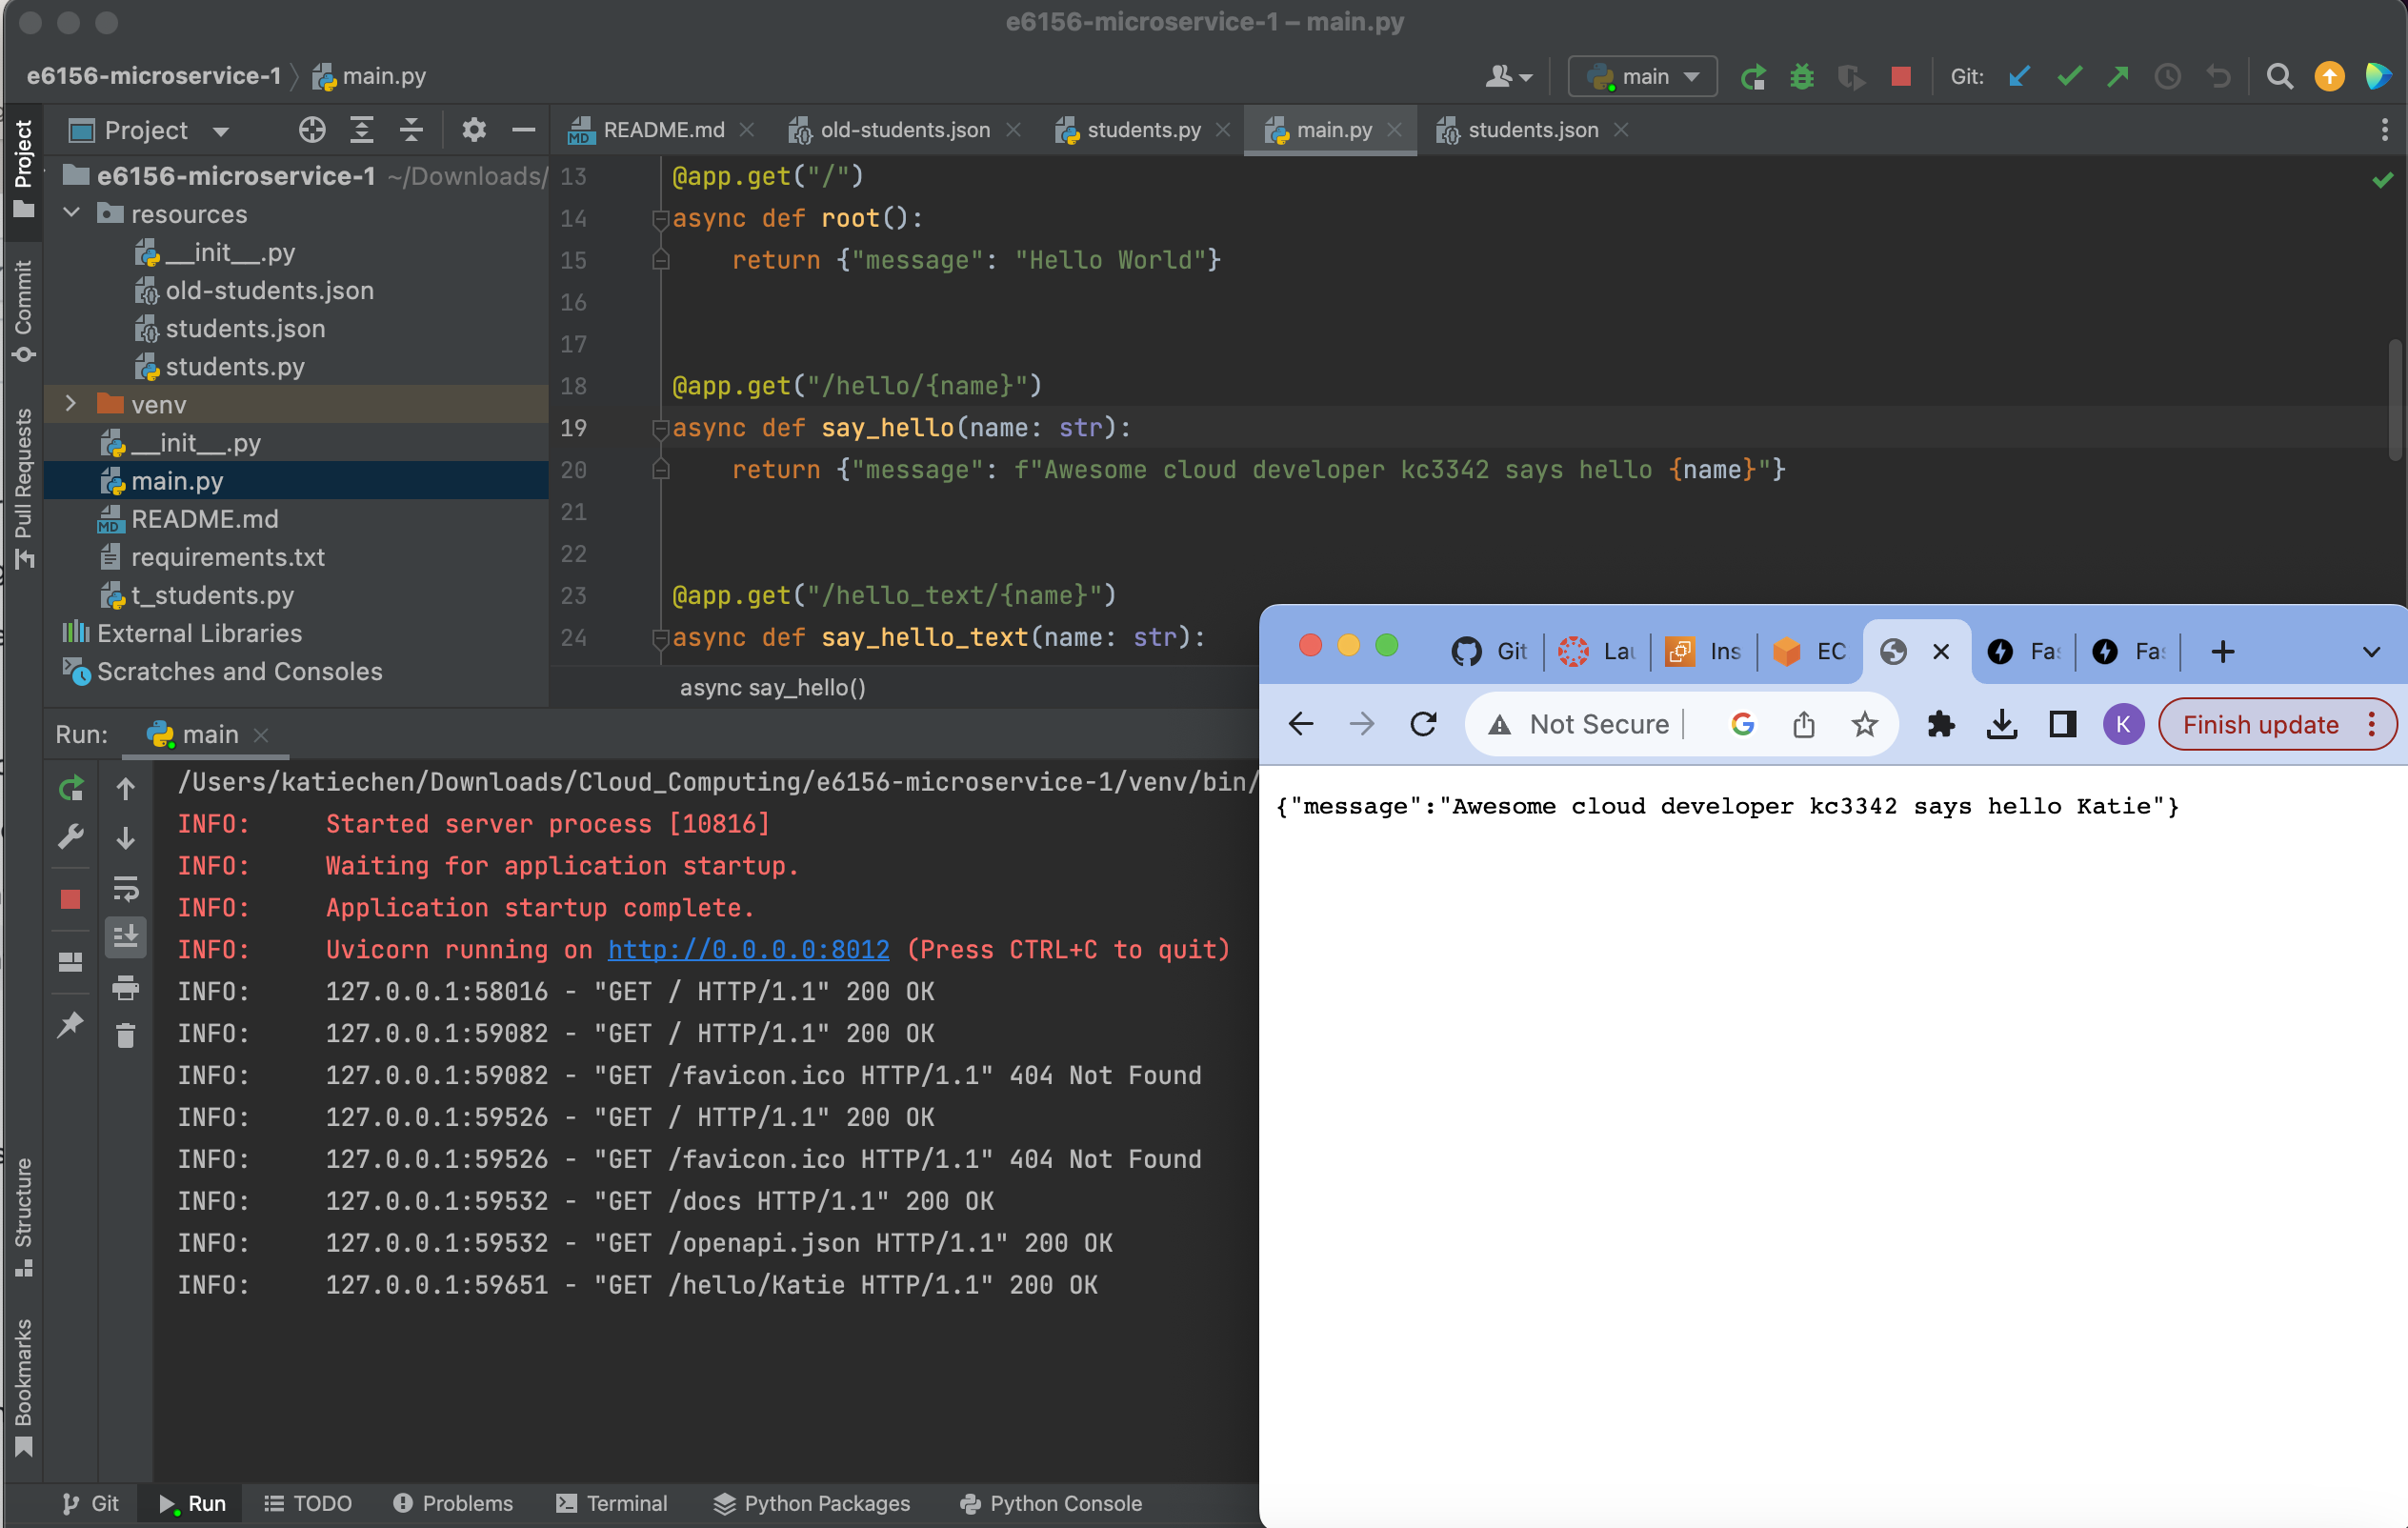 e6156-microservice-1 – main.py
e6156-microservice-1 main.py
main
Git:
Project
README.md
old-students.json
students.py
main.py
students.json
Project
Commit
Pull Requests
Structure
Bookmarks
e6156-microservice-1 ~/Downloads/
resources
__init__.py
old-students.json
students.json
students.py
venv
__init__.py
main.py
README.md
requirements.txt
t_students.py
External Libraries
Scratches and Consoles
13 @app.get("/")
14 async def root():
15 return {"message": "Hello World"}
16
17
18 @app.get("/hello/{name}")
19 async def say_hello(name: str):
20 return {"message": f"Awesome cloud developer kc3342 says hello {name}"}
21
22
23 @app.get("/hello_text/{name}")
24 async def say_hello_text(name: str):
async say_hello()
Run: main
/Users/katiechen/Downloads/Cloud_Computing/e6156-microservice-1/venv/bin/
INFO: Started server process [10816]
INFO: Waiting for application startup.
INFO: Application startup complete.
INFO: Uvicorn running on http://0.0.0.0:8012 (Press CTRL+C to quit)
INFO: 127.0.0.1:58016 - "GET / HTTP/1.1" 200 OK
INFO: 127.0.0.1:59082 - "GET / HTTP/1.1" 200 OK
INFO: 127.0.0.1:59082 - "GET /favicon.ico HTTP/1.1" 404 Not Found
INFO: 127.0.0.1:59526 - "GET / HTTP/1.1" 200 OK
INFO: 127.0.0.1:59526 - "GET /favicon.ico HTTP/1.1" 404 Not Found
INFO: 127.0.0.1:59532 - "GET /docs HTTP/1.1" 200 OK
INFO: 127.0.0.1:59532 - "GET /openapi.json HTTP/1.1" 200 OK
INFO: 127.0.0.1:59651 - "GET /hello/Katie HTTP/1.1" 200 OK
Git Ins EC
Not Secure
K
Finish update
{"message":"Awesome cloud developer kc3342 says hello Katie"}
Git
Run
TODO
Problems
Terminal
Python Packages
Python Console